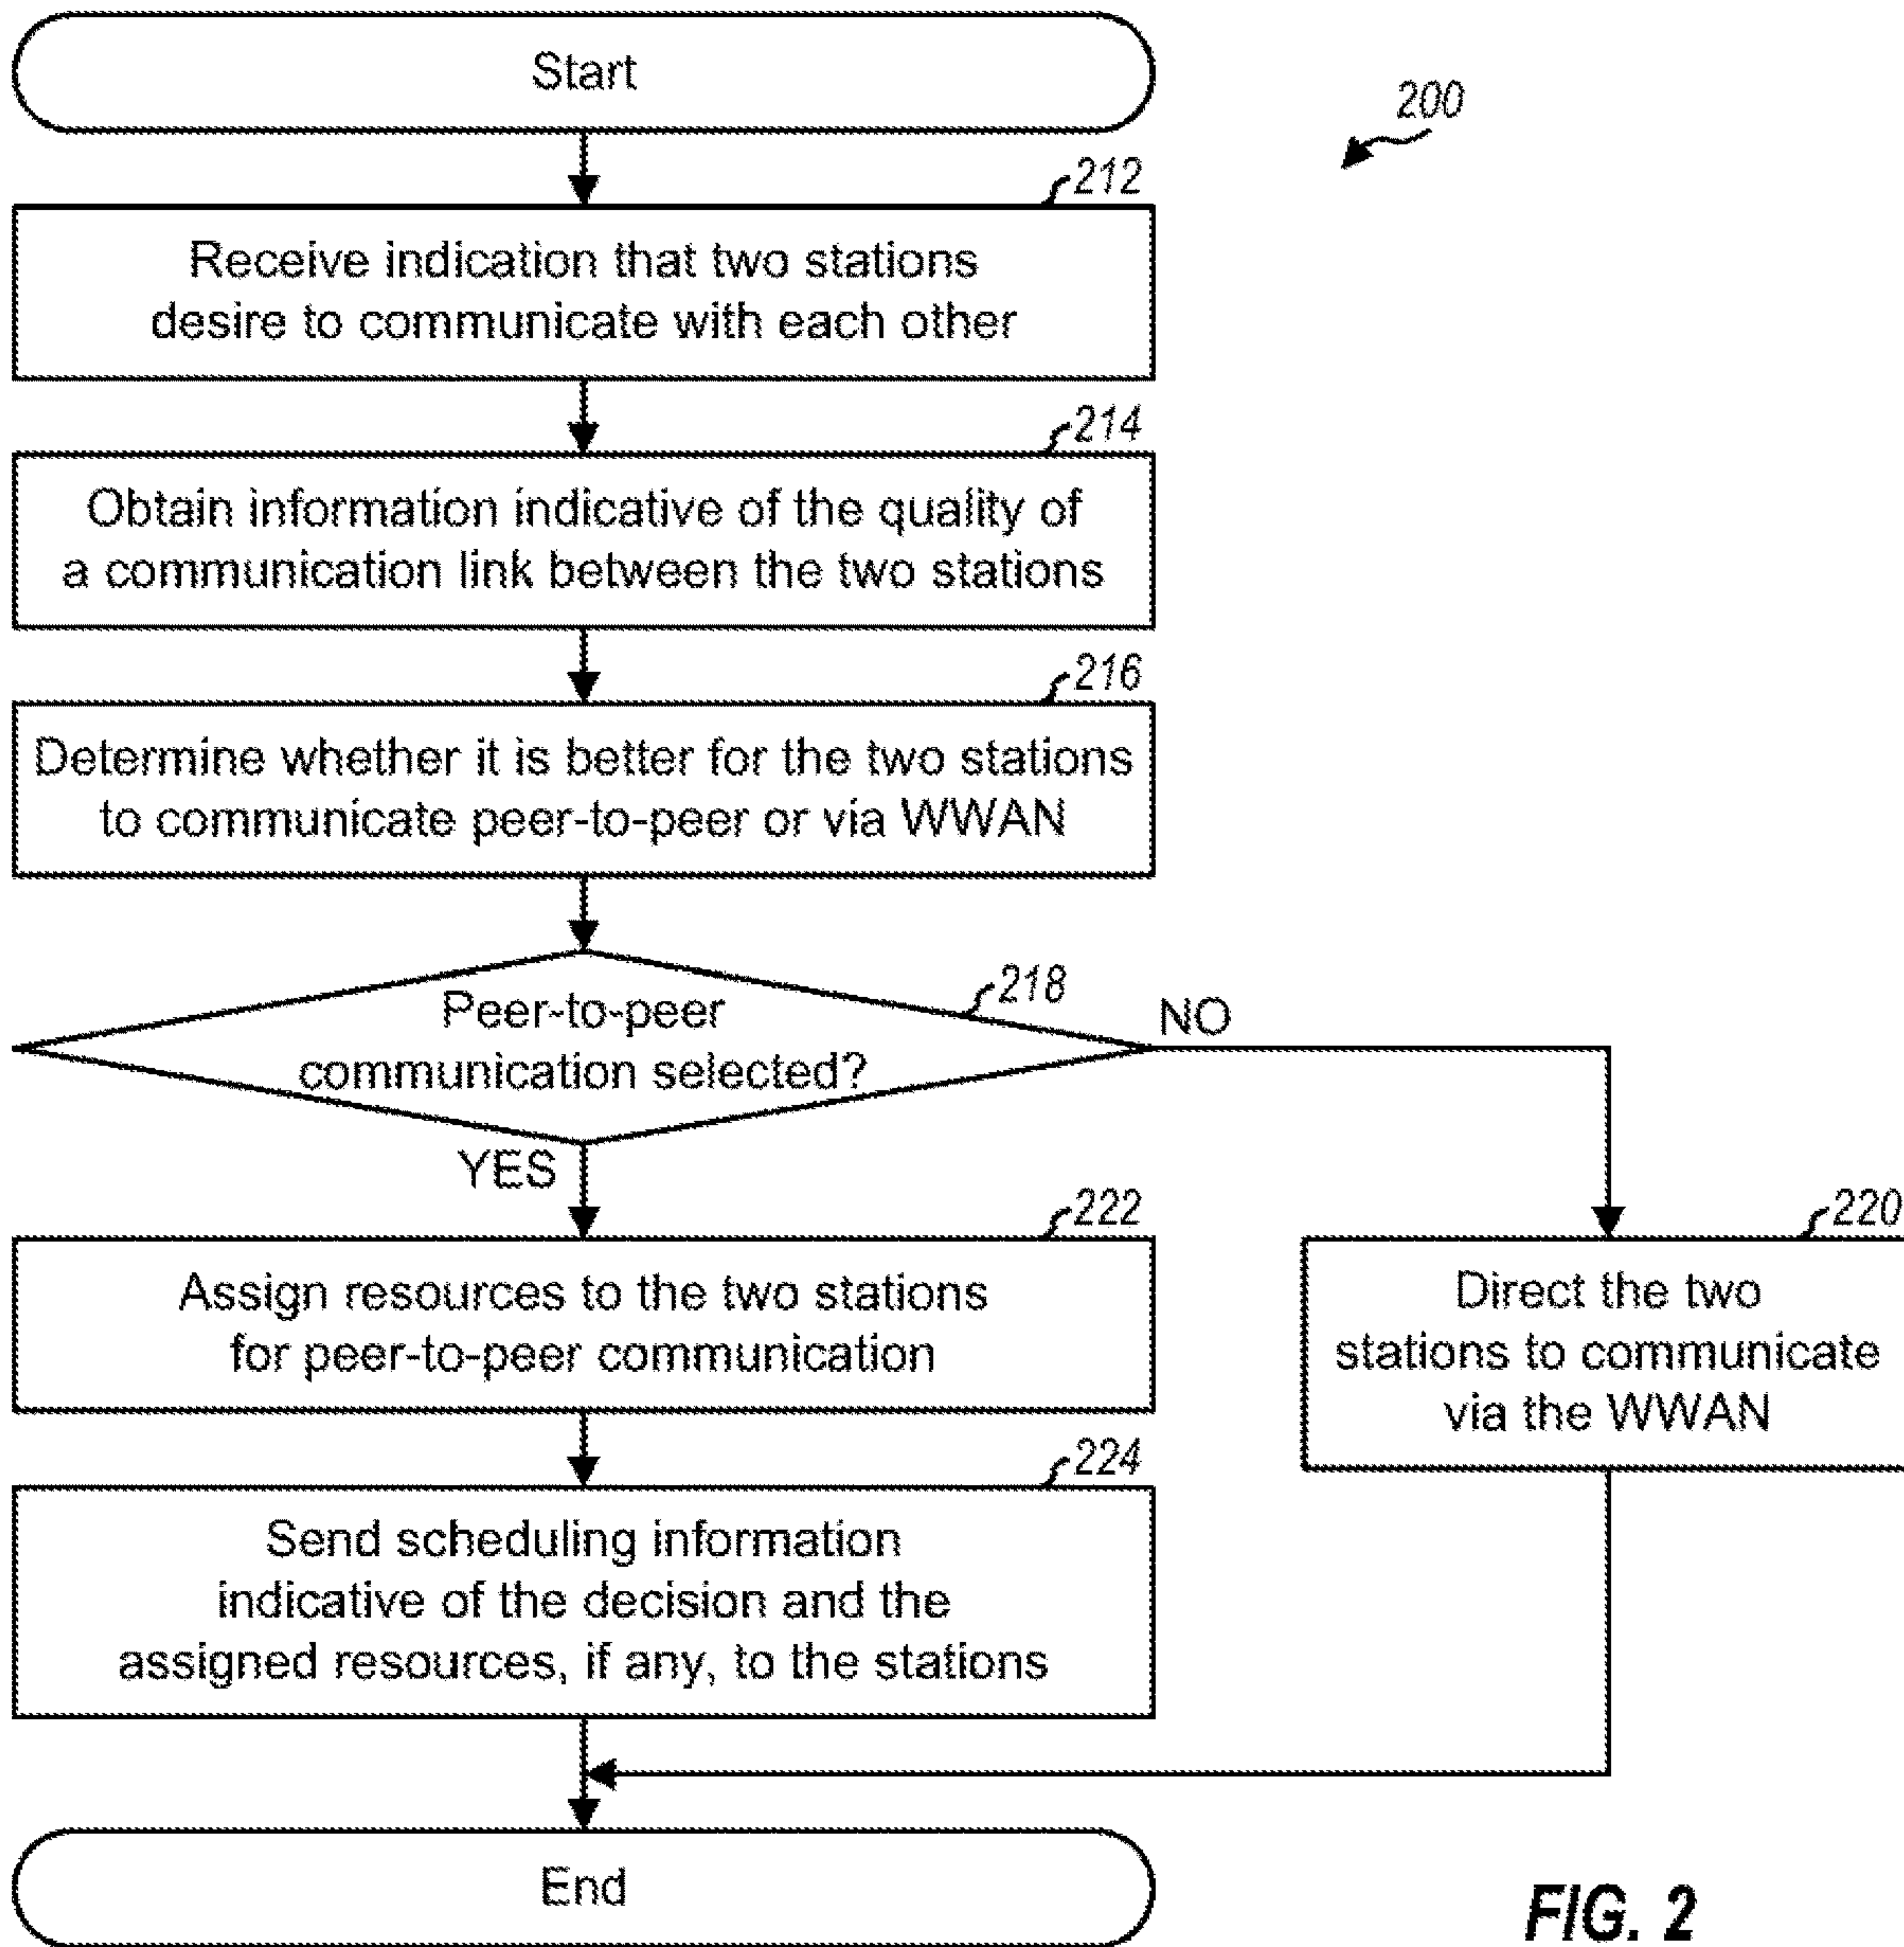 Start
200
212
Receive indication that two stations
desire to communicate with each other
214
Obtain information indicative of the quality of
a communication link between the two stations
216
Determine whether it is better for the two stations
to communicate peer-to-peer or via WWAN
218
Peer-to-peer
communication selected?
NO
YES
222
Assign resources to the two stations
for peer-to-peer communication
220
Direct the two
stations to communicate
via the WWAN
224
Send scheduling information
indicative of the decision and the
assigned resources, if any, to the stations
End
FIG. 2